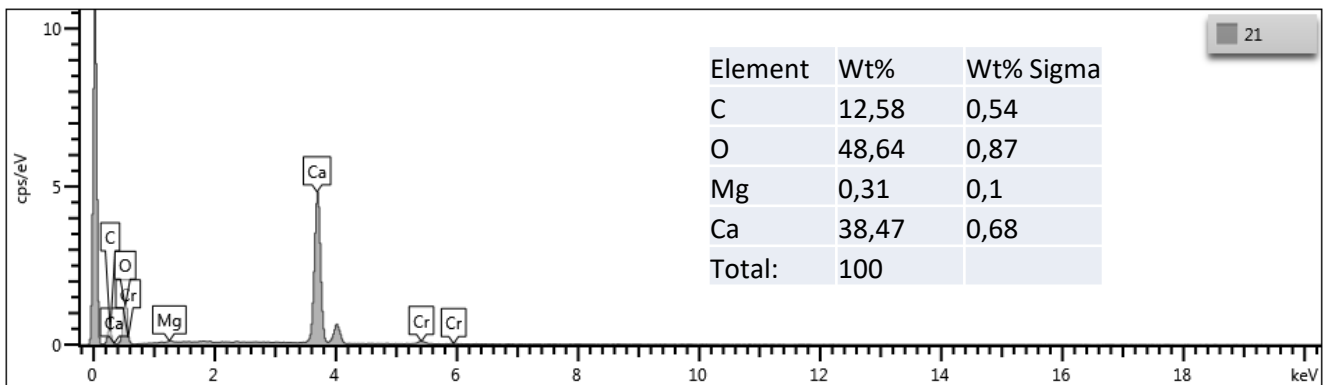 10
21
Element Wt% Wt% Sigma
C 12,58 0,54
O 48,64 0,87
Mg 0,31 0,1
Ca 38,47 0,68
Total: 100
cps/eV
5
Ca
C
O
Cr
Ca
Mg
Cr
Cr
0
0 2 4 6 8 10 12 14 16 18 keV